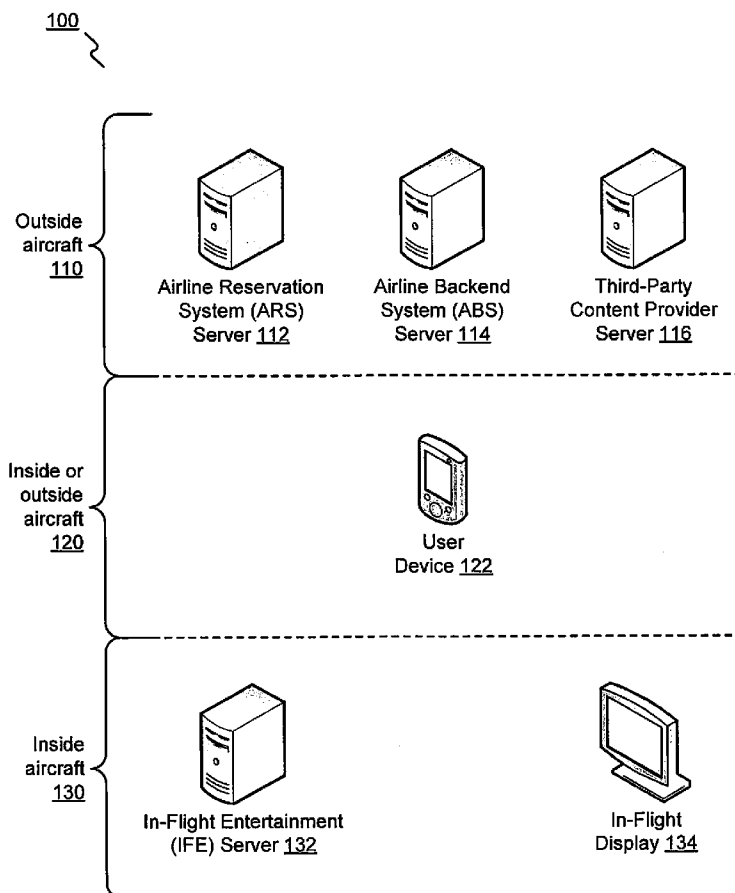 100
Outside
aircraft
110
Airline Reservation
System (ARS)
Server 112
Airline Backend
System (ABS)
Server 114
Third-Party
Content Provider
Server 116
Inside or
outside
aircraft
120
User
Device 122
Inside
aircraft
130
In-Flight Entertainment
(IFE) Server 132
In-Flight
Display 134